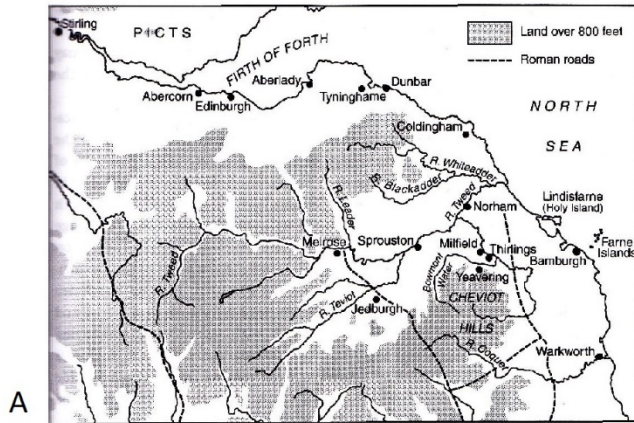 Stirling
PICTS
FIRTH OF FORTH
Land over 800 feet
Roman roads
Abercorn
Edinburgh
Aberlady
Tyninghame
Dunbar
NORTH
SEA
Coldingham
R. Whiteadder
R. Blackadder
R. Tweed
Norham
Lindisfarne
(Holy Island)
Farne
Islands
R. Leader
Melrose
Sprouston
Millfield
Thirlings
Bamburgh
R. Tweed
Bowmont
Water
Yeavering
CHEVIOT
HILLS
R. Teviot
Jedburgh
R. Coquet
Warkworth
A